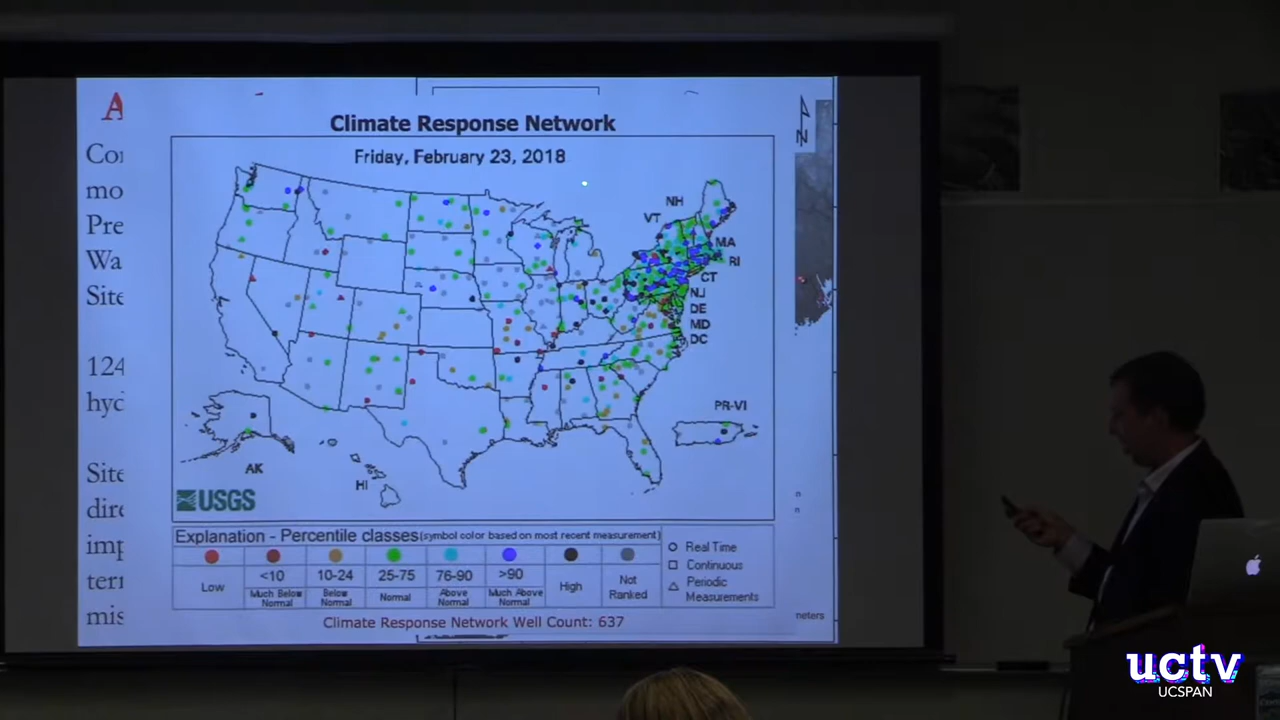 A
Climate Response Network
Friday, February 23, 2018
N
NH
VT
MA
RI
CT
NJ
DE
MD
DC
PR-VI
AK
HI
USGS
Site
124
Explanation - Percentile classes (symbol color based on most recent measurement)
Low
<10
10-24
25-75
76-90
>90
High
Not Ranked
Much Below Normal
Below Normal
Normal
Above Normal
Much Above Normal
Real Time
Continuous
Periodic Measurements
Climate Response Network Well Count: 637
uctv
UCSPAN